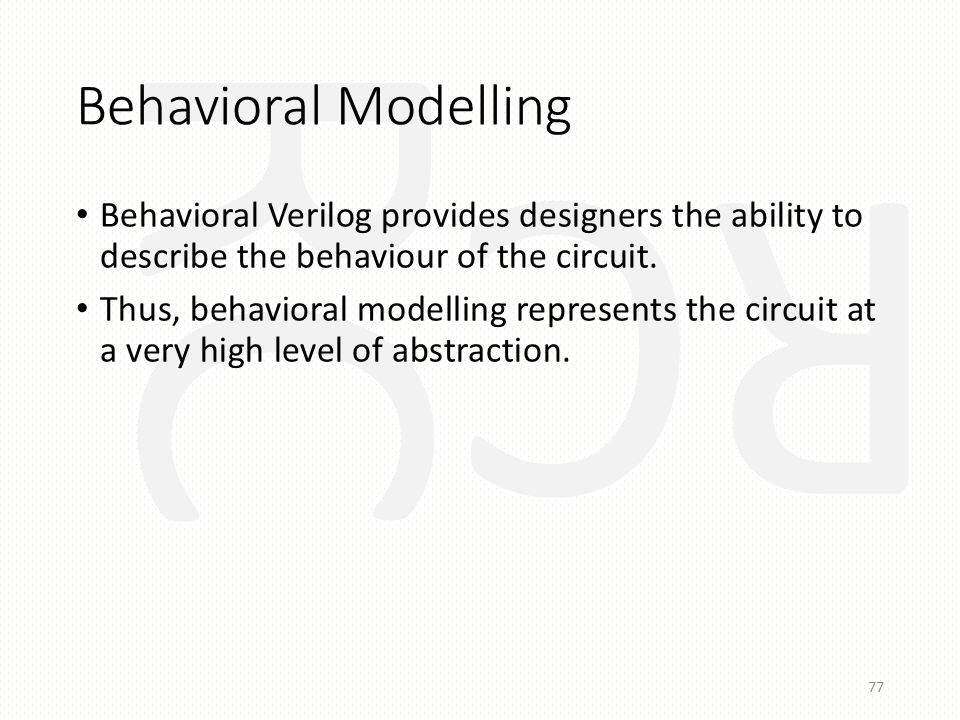 Behavioral Modelling
• Behavioral Verilog provides designers the ability to
describe the behaviour of the circuit.
• Thus, behavioral modelling represents the circuit at
a very high level of abstraction.
77